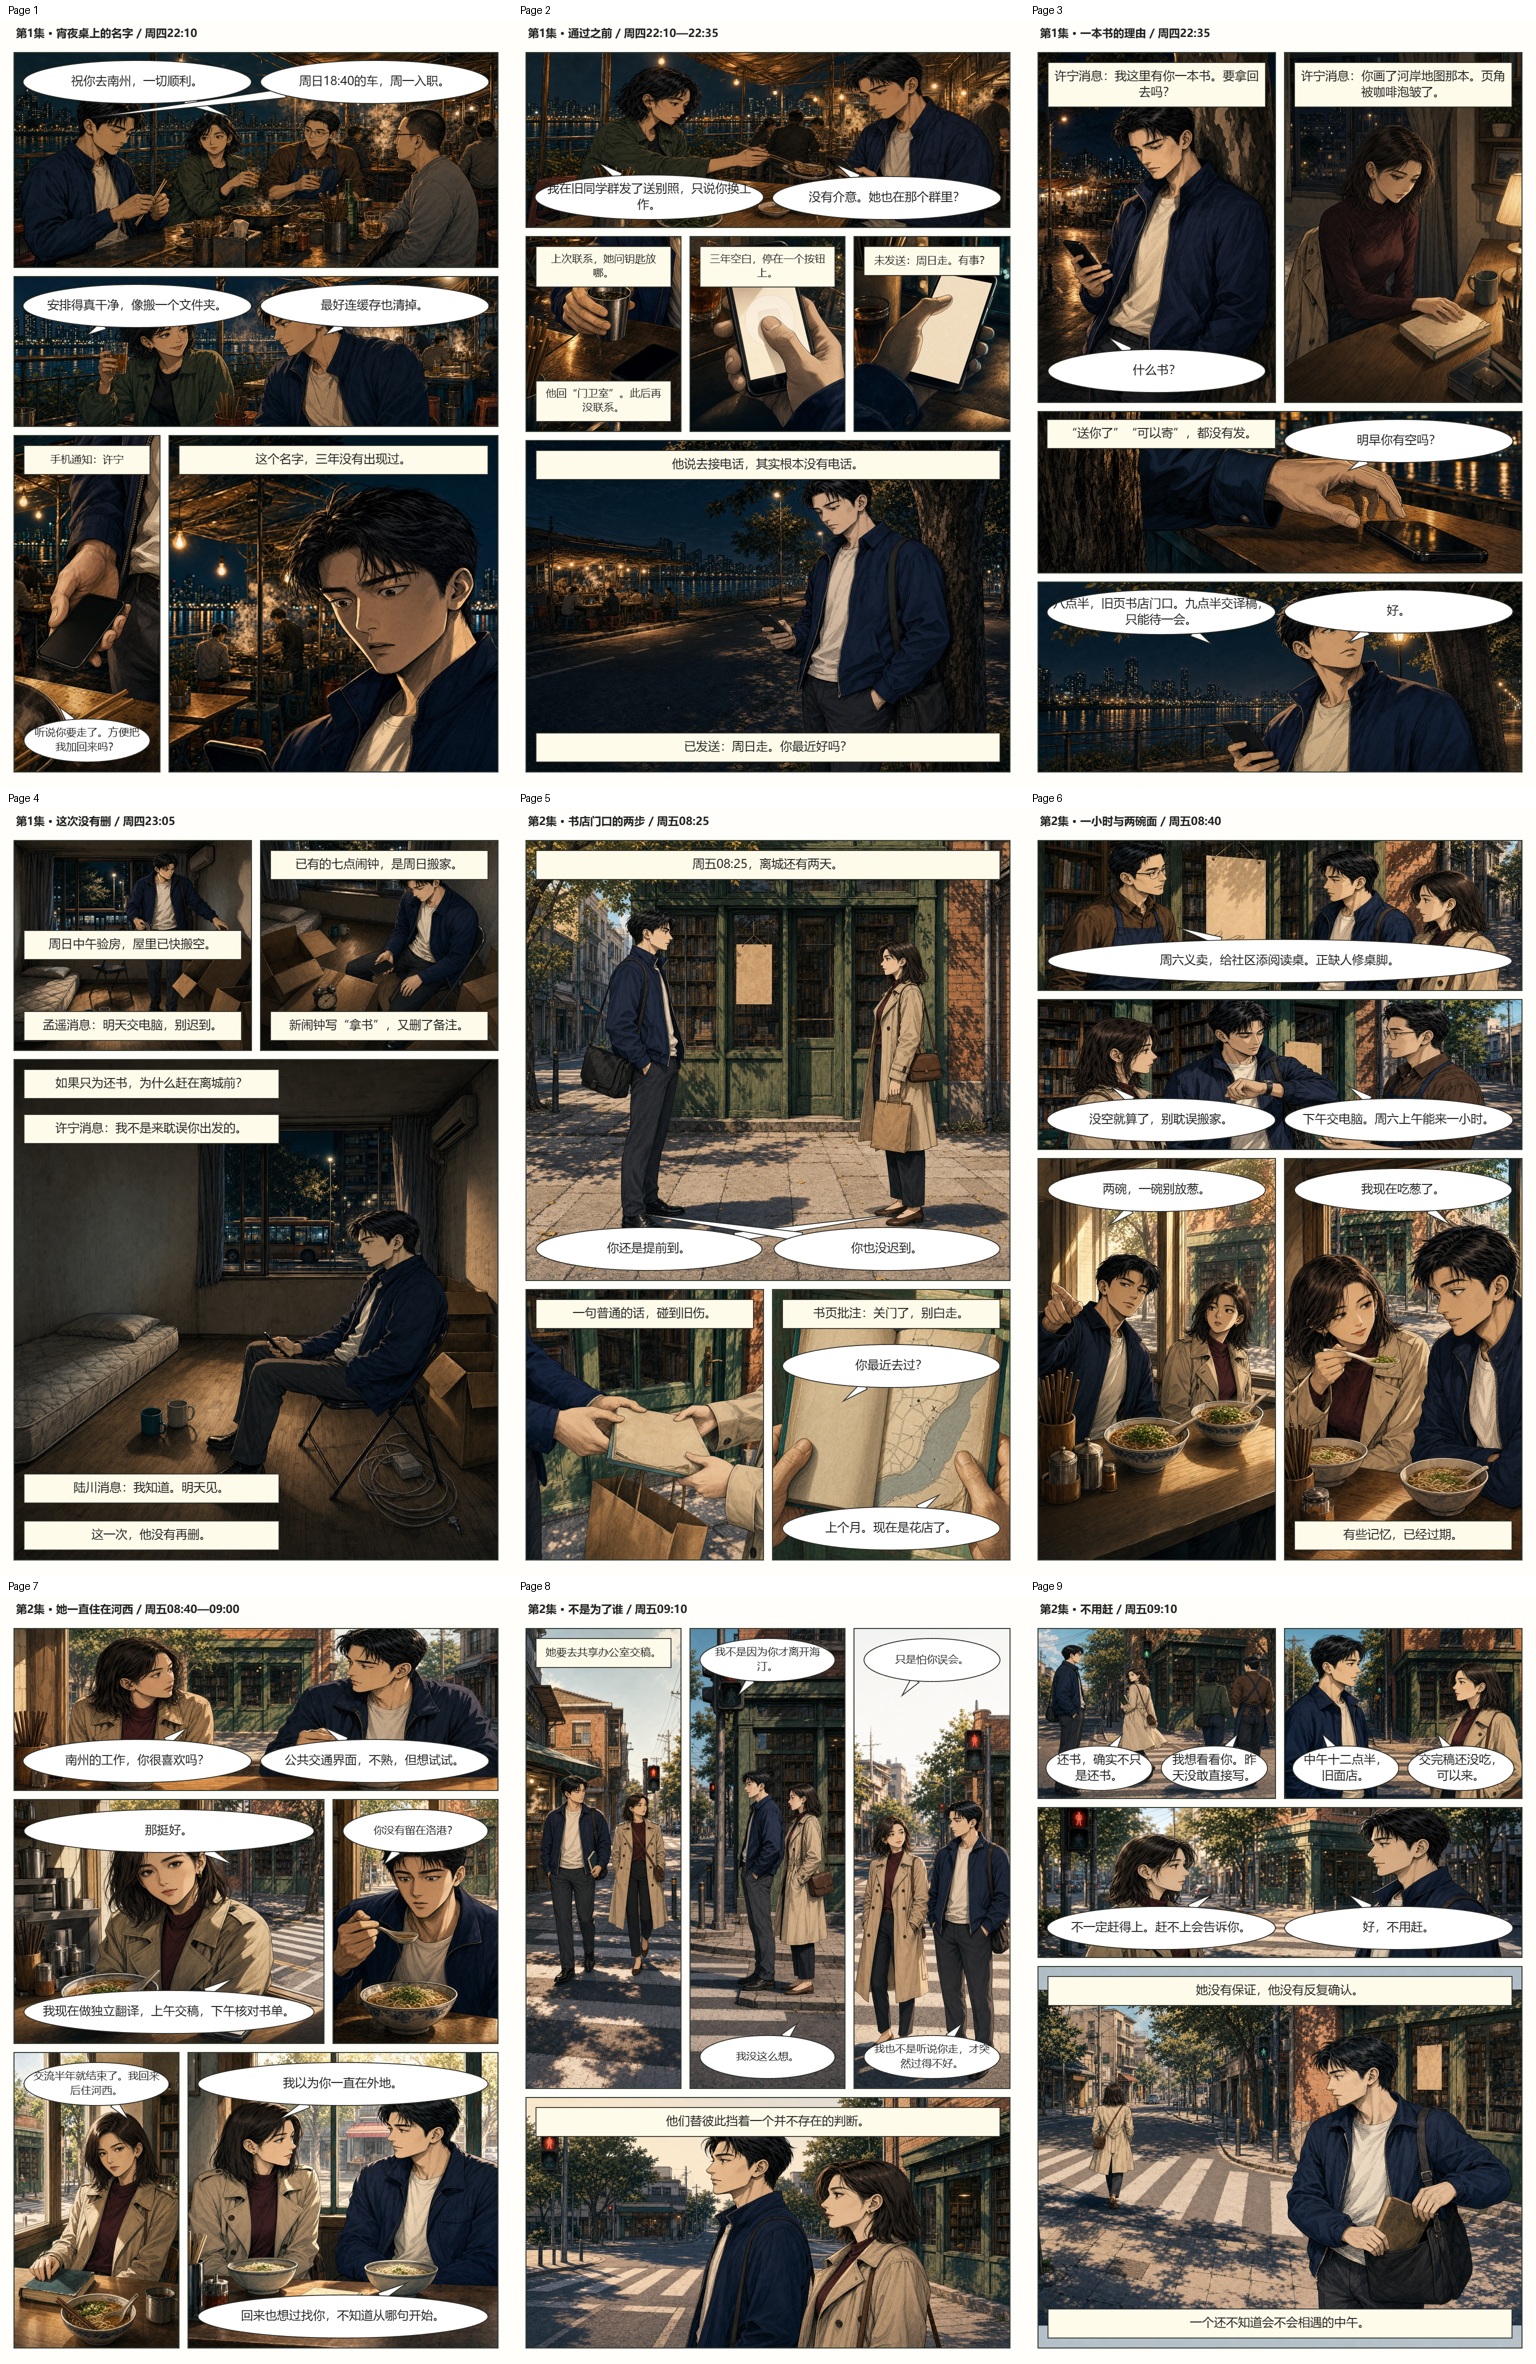 Page 1
第1集・宵夜桌上的名字 / 周四22:10
祝你去南州，一切顺利。
周日18:40的车，周一入职。
安排得真干净，像搬一个文件夹。
最好连缓存也清掉。
手机通知：许宁
听说你要走了。方便把
我加回来吗？
这个名字，三年没有出现过。
Page 2
第1集・通过之前 / 周四22:10—22:35
我在旧同学群发了送别照，只说你换工
作。
没有介意。她也在那个群里？
上次联系，她问钥匙放
哪。
他回“门卫室”。此后再
没联系。
三年空白，停在一个按钮
上。
未发送：周日走。有事？
他说去接电话，其实根本没有电话。
已发送：周日走。你最近好吗？
Page 3
第1集・一本书的理由 / 周四22:35
许宁消息：我这里有你一本书。要拿回
去吗？
什么书？
许宁消息：你画了河岸地图那本。页角
被咖啡泡皱了。
“送你了”“可以寄”，都没有发。
明早你有空吗？
八点半，旧页书店门口。九点半交译稿，
只能待一会。
好。
Page 4
第1集・这次没有删 / 周四23:05
周日中午验房，屋里已快搬空。
孟遥消息：明天交电脑，别迟到。
已有的七点闹钟，是周日搬家。
新闹钟写“拿书”，又删了备注。
如果只为还书，为什么赶在离城前？
许宁消息：我不是来耽误你出发的。
陆川消息：我知道。明天见。
这一次，他没有再删。
Page 5
第2集・书店门口的两步 / 周五08:25
周五08:25，离城还有两天。
你还是提前到。
你也没迟到。
一句普通的话，碰到旧伤。
书页批注：关门了，别白走。
你最近去过？
上个月。现在是花店了。
Page 6
第2集・一小时与两碗面 / 周五08:40
周六义卖，给社区添阅读桌。正缺人修桌脚。
没空就算了，别耽误搬家。
下午交电脑。周六上午能来一小时。
两碗，一碗别放葱。
我现在吃葱了。
有些记忆，已经过期。
Page 7
第2集・她一直住在河西 / 周五08:40—09:00
南州的工作，你很喜欢吗？
公共交通界面，不熟，但想试试。
那挺好。
我现在做独立翻译，上午交稿，下午核对书单。
你没有留在洛港？
交流半年就结束了。我回来
后住河西。
我以为你一直在外地。
回来也想过找你，不知道从哪句开始。
Page 8
第2集・不是为了谁 / 周五09:10
她要去共享办公室交稿。
我不是因为你才离开海
汀。
我没这么想。
只是怕你误会。
我也不是听说你走，才突
然过得不好。
他们替彼此挡着一个并不存在的判断。
Page 9
第2集・不用赶 / 周五09:10
还书，确实不只
是还书。
我想看看你。昨
天没敢直接写。
中午十二点半，
旧面店。
交完稿还没吃，
可以来。
不一定赶得上。赶不上会告诉你。
好，不用赶。
她没有保证，他没有反复确认。
一个还不知道会不会相遇的中午。